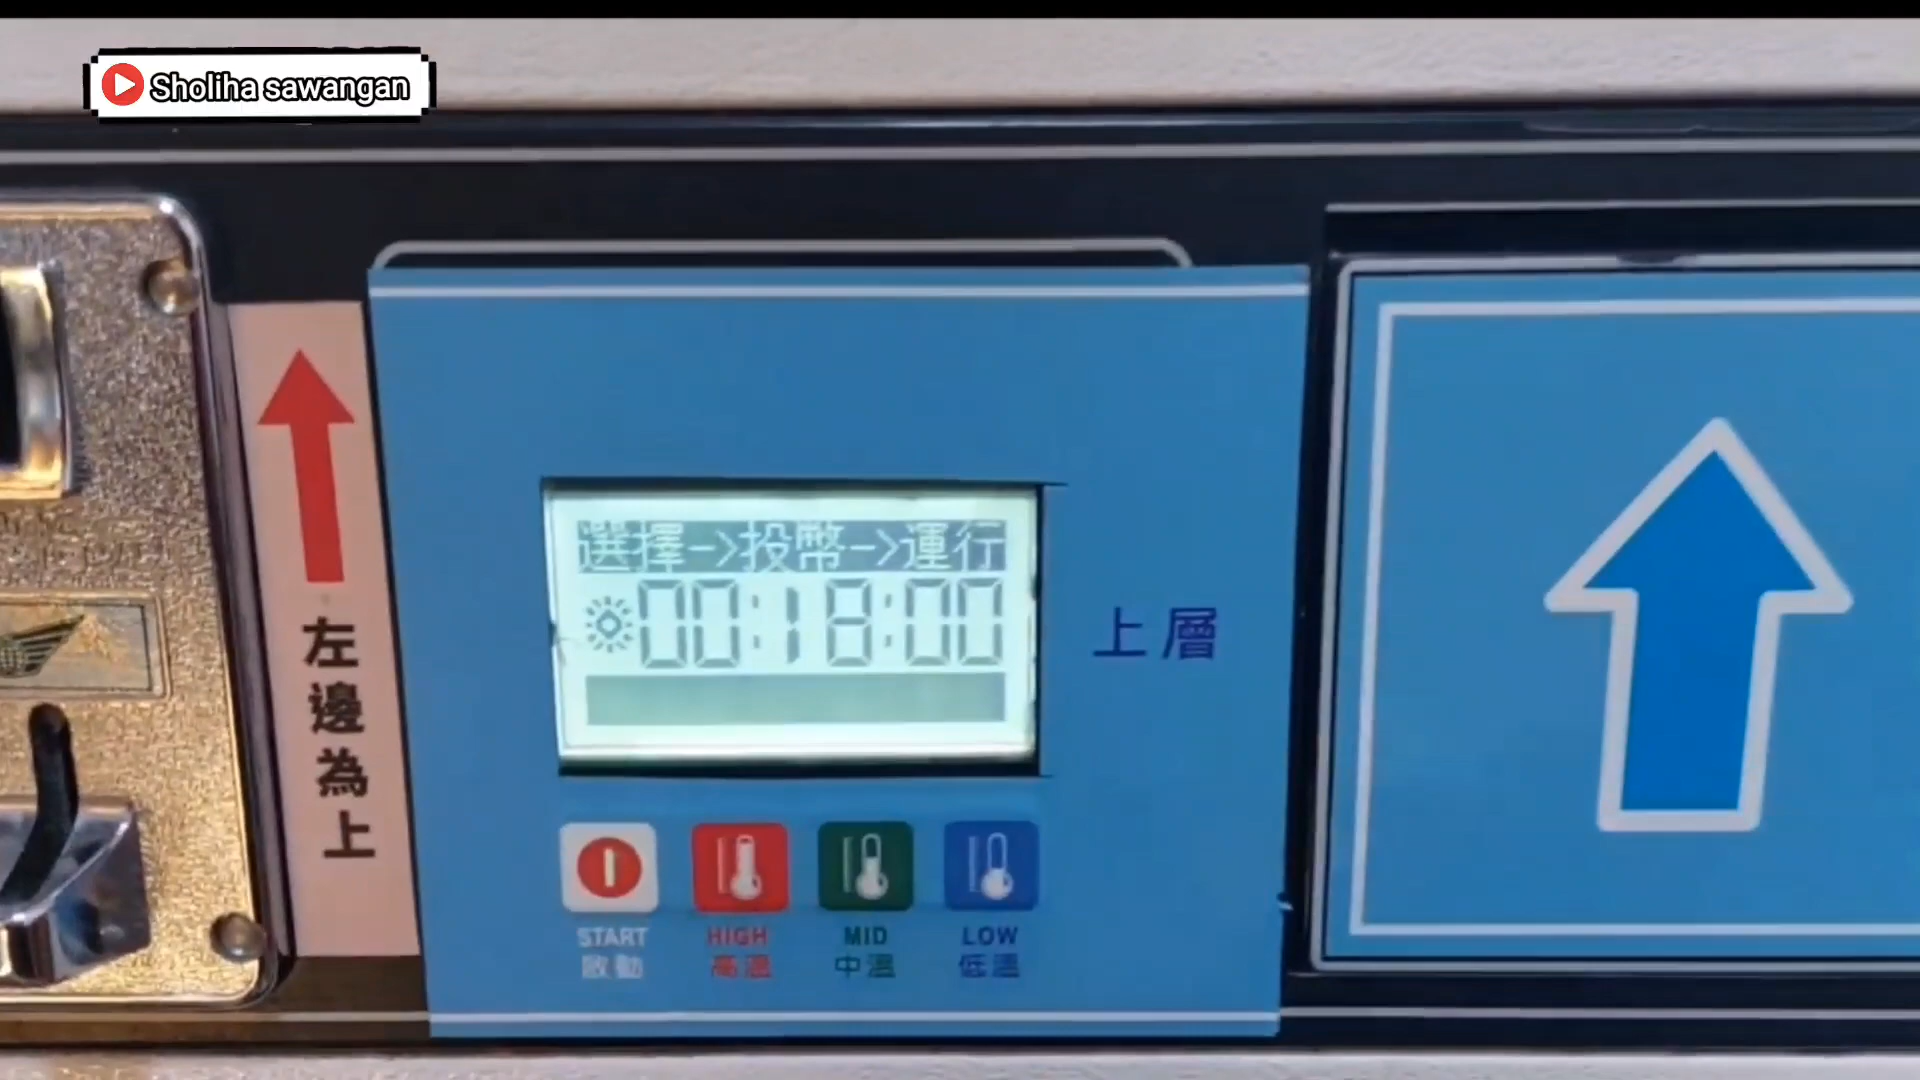 Sholiha sawangan
左邊為上
選擇->投幣->運行
00:18:00
上層
START
啟動
HIGH
高溫
MID
中溫
LOW
低溫